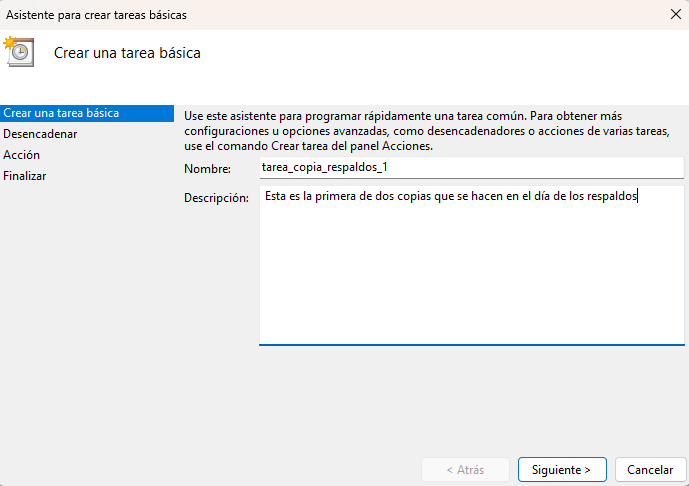 Asistente para crear tareas básicas
Crear una tarea básica
Crear una tarea básica
Desencadenar
Acción
Finalizar
Use este asistente para programar rápidamente una tarea común. Para obtener más
configuraciones u opciones avanzadas, como desencadenadores o acciones de varias tareas,
use el comando Crear tarea del panel Acciones.
Nombre: tarea_copia_respaldos_1
Descripción: Esta es la primera de dos copias que se hacen en el día de los respaldos
< Atrás Siguiente > Cancelar